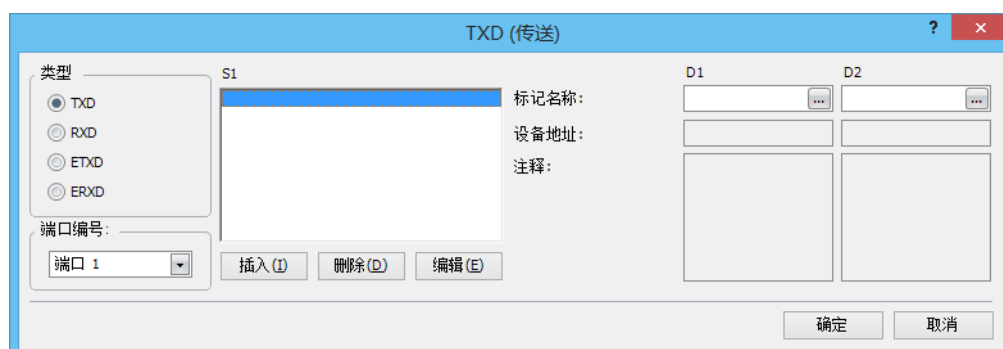 TXD (传送)
? ×
类型
TXD
RXD
ETXD
ERXD
端口编号:
端口 1
S1
插入(I) 删除(D) 编辑(E)
D1 D2
标记名称: ... ...
设备地址:
注释:
确定 取消